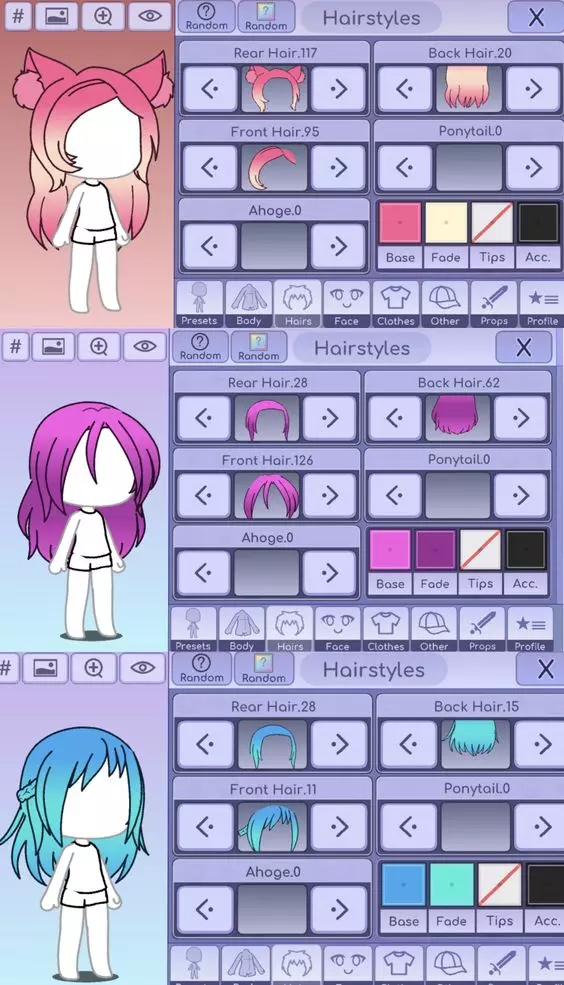 #
?
Random
?
Random
Hairstyles
X
Rear Hair.117
Back Hair.20
Front Hair.95
Ponytail.0
Ahoge.0
Base
Fade
Tips
Acc.
Presets
Body
Hairs
Face
Clothes
Other
Props
Profile
#
?
Random
?
Random
Hairstyles
X
Rear Hair.28
Back Hair.62
Front Hair.126
Ponytail.0
Ahoge.0
Base
Fade
Tips
Acc.
Presets
Body
Hairs
Face
Clothes
Other
Props
Profile
#
?
Random
?
Random
Hairstyles
X
Rear Hair.28
Back Hair.15
Front Hair.11
Ponytail.0
Ahoge.0
Base
Fade
Tips
Acc.